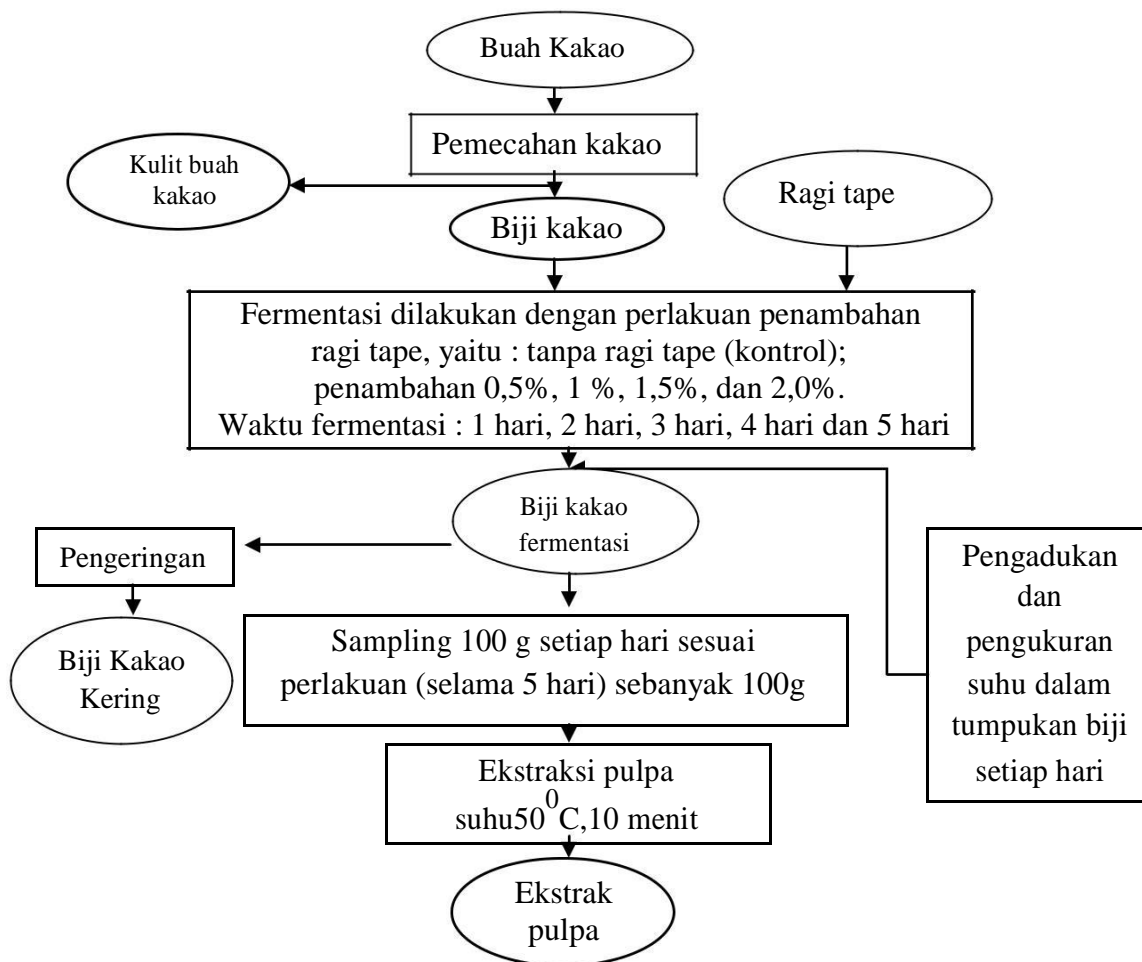 Buah Kakao
Pemecahan kakao
Kulit buah
kakao
Ragi tape
Biji kakao
Fermentasi dilakukan dengan perlakuan penambahan
ragi tape, yaitu : tanpa ragi tape (kontrol);
penambahan 0,5%, 1 %, 1,5%, dan 2,0%.
Waktu fermentasi : 1 hari, 2 hari, 3 hari, 4 hari dan 5 hari
Biji kakao
fermentasi
Pengeringan
Biji Kakao
Kering
Pengadukan
dan
pengukuran
suhu dalam
tumpukan biji
setiap hari
Sampling 100 g setiap hari sesuai
perlakuan (selama 5 hari) sebanyak 100g
Ekstraksi pulpa
suhu50⁰C,10 menit
Ekstrak
pulpa